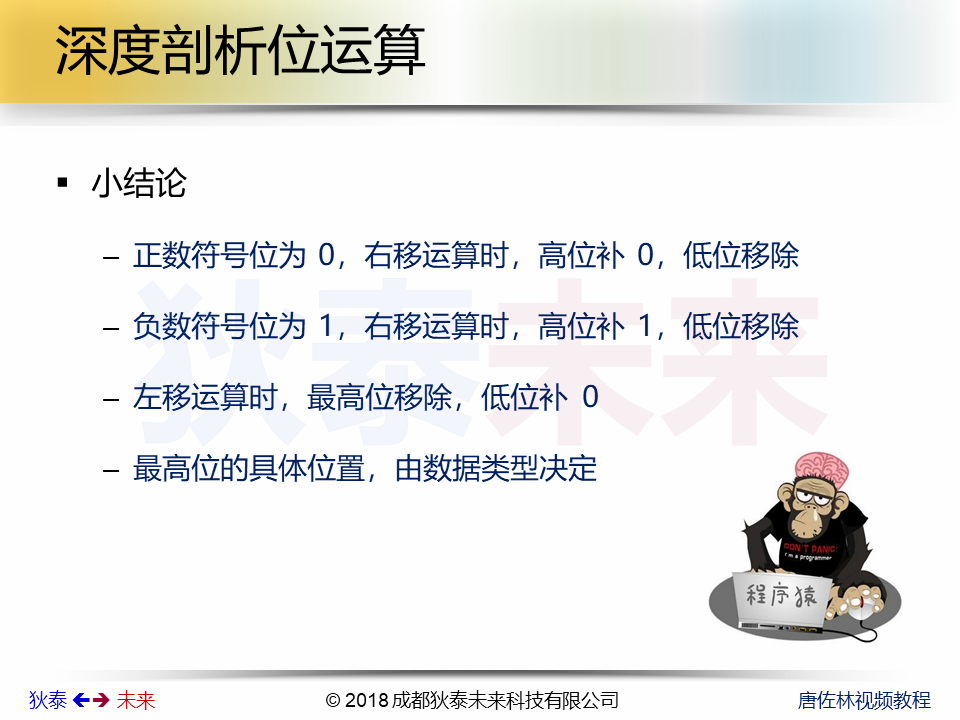 深度剖析位运算
▪ 小结论
– 正数符号位为 0，右移运算时，高位补 0，低位移除
– 负数符号位为 1，右移运算时，高位补 1，低位移除
– 左移运算时，最高位移除，低位补 0
– 最高位的具体位置，由数据类型决定
狄泰未来
DON'T PANIC!
I'm a programmer
程序猿
狄泰 🡸🡺 未来 © 2018 成都狄泰未来科技有限公司 唐佐林视频教程